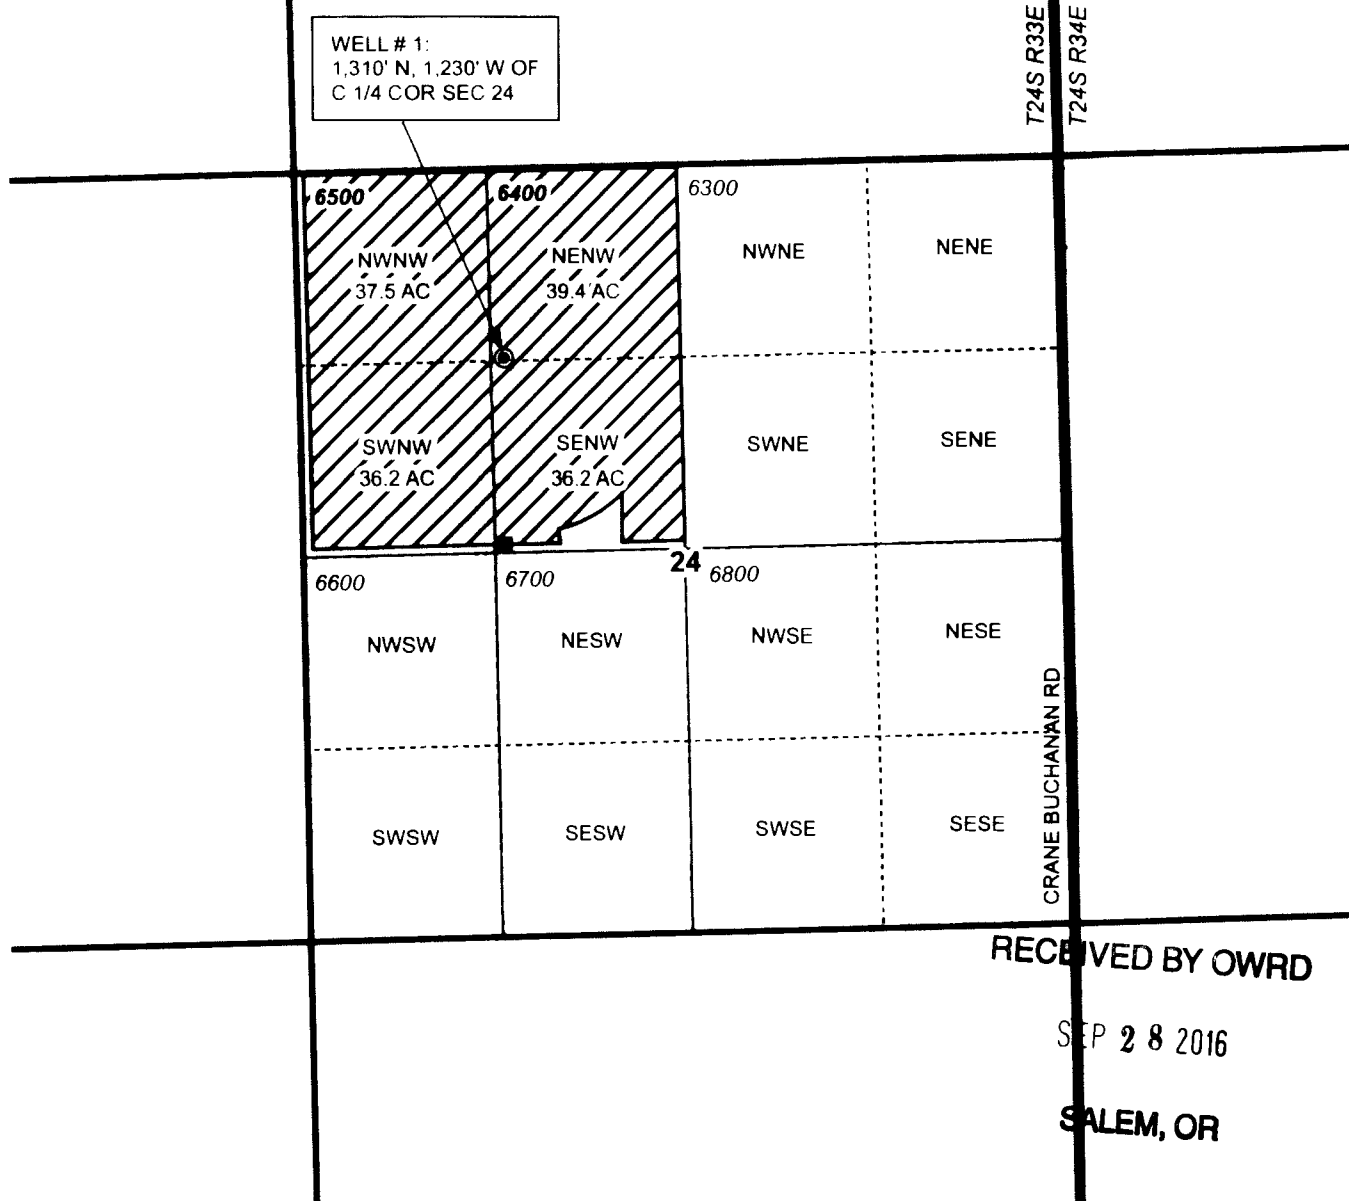 T24S R33E
T24S R34E
WELL # 1:
1,310' N, 1,230' W OF
C 1/4 COR SEC 24
6500
6400
6300
NWNW
37.5 AC
NENW
39.4 AC
NWNE
NENE
SWNW
36.2 AC
SENW
36.2 AC
SWNE
SENE
24
6600
6700
6800
NWSW
NESW
NWSE
NESE
CRANE BUCHANAN RD
SWSW
SESW
SWSE
SESE
RECEIVED BY OWRD
SEP 28 2016
SALEM, OR